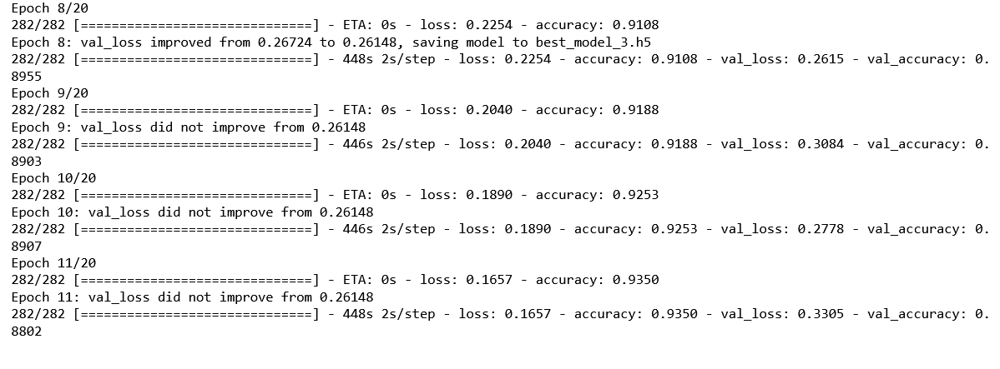 Epoch 8/20
282/282 [==============================] - ETA: 0s - loss: 0.2254 - accuracy: 0.9108
Epoch 8: val_loss improved from 0.26724 to 0.26148, saving model to best_model_3.h5
282/282 [==============================] - 448s 2s/step - loss: 0.2254 - accuracy: 0.9108 - val_loss: 0.2615 - val_accuracy: 0.
8955
Epoch 9/20
282/282 [==============================] - ETA: 0s - loss: 0.2040 - accuracy: 0.9188
Epoch 9: val_loss did not improve from 0.26148
282/282 [==============================] - 446s 2s/step - loss: 0.2040 - accuracy: 0.9188 - val_loss: 0.3084 - val_accuracy: 0.
8903
Epoch 10/20
282/282 [==============================] - ETA: 0s - loss: 0.1890 - accuracy: 0.9253
Epoch 10: val_loss did not improve from 0.26148
282/282 [==============================] - 446s 2s/step - loss: 0.1890 - accuracy: 0.9253 - val_loss: 0.2778 - val_accuracy: 0.
8907
Epoch 11/20
282/282 [==============================] - ETA: 0s - loss: 0.1657 - accuracy: 0.9350
Epoch 11: val_loss did not improve from 0.26148
282/282 [==============================] - 448s 2s/step - loss: 0.1657 - accuracy: 0.9350 - val_loss: 0.3305 - val_accuracy: 0.
8802